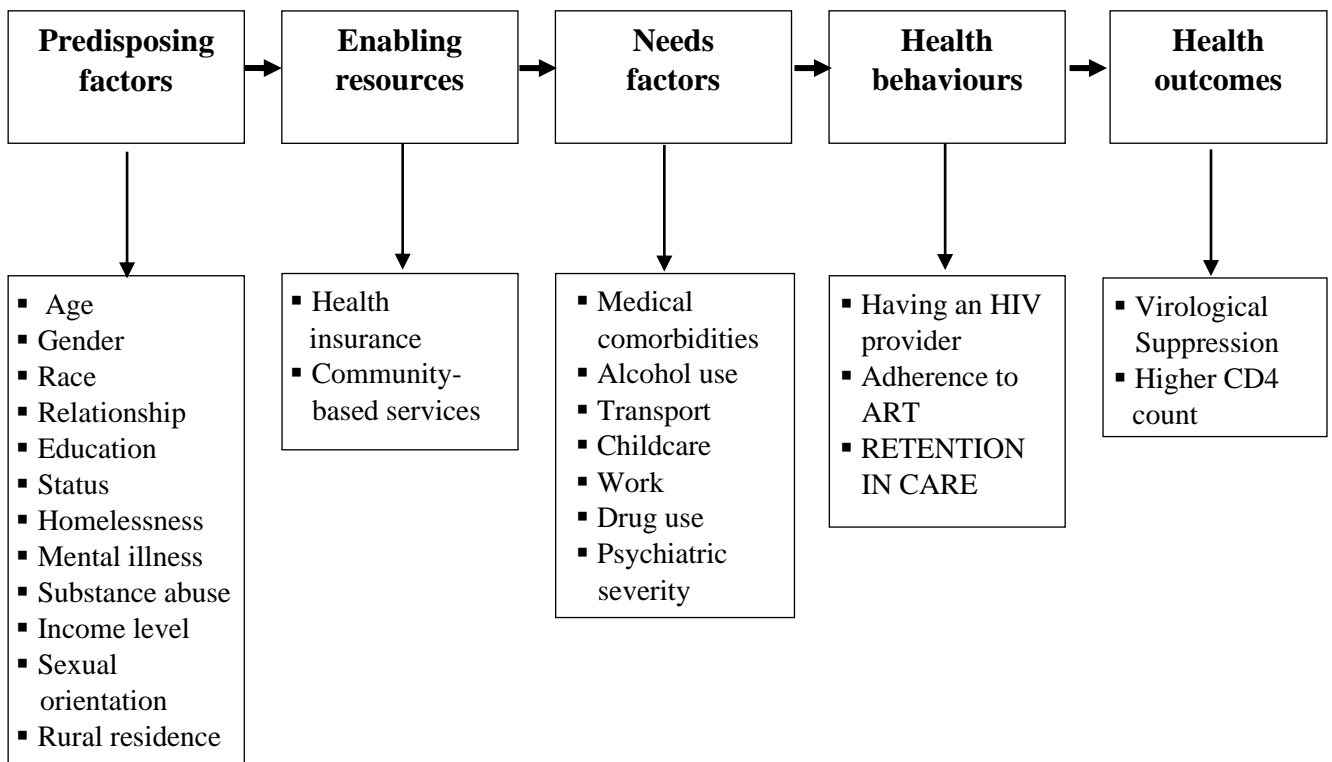 Predisposing
factors
Enabling
resources
Needs
factors
Health
behaviours
Health
outcomes
▪ Age
▪ Gender
▪ Race
▪ Relationship
▪ Education
▪ Status
▪ Homelessness
▪ Mental illness
▪ Substance abuse
▪ Income level
▪ Sexual
orientation
▪ Rural residence
▪ Health
insurance
▪ Community-
based services
▪ Medical
comorbidities
▪ Alcohol use
▪ Transport
▪ Childcare
▪ Work
▪ Drug use
▪ Psychiatric
severity
▪ Having an HIV
provider
▪ Adherence to
ART
▪ RETENTION
IN CARE
▪ Virological
Suppression
▪ Higher CD4
count